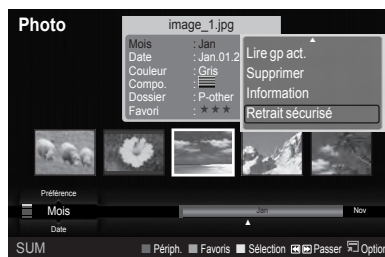 Photo
image_1.jpg
Mois : Jan
Date : Jan.01.2
Couleur : Gris
Compo. :
Dossier : P-other
Favori : ★ ★ ★
Lire gp act.
Supprimer
Information
Retrait sécurisé
Préférence
Mois
Jan
Nov
Date
SUM
Périph.
Favoris
Sélection
Passer
Option